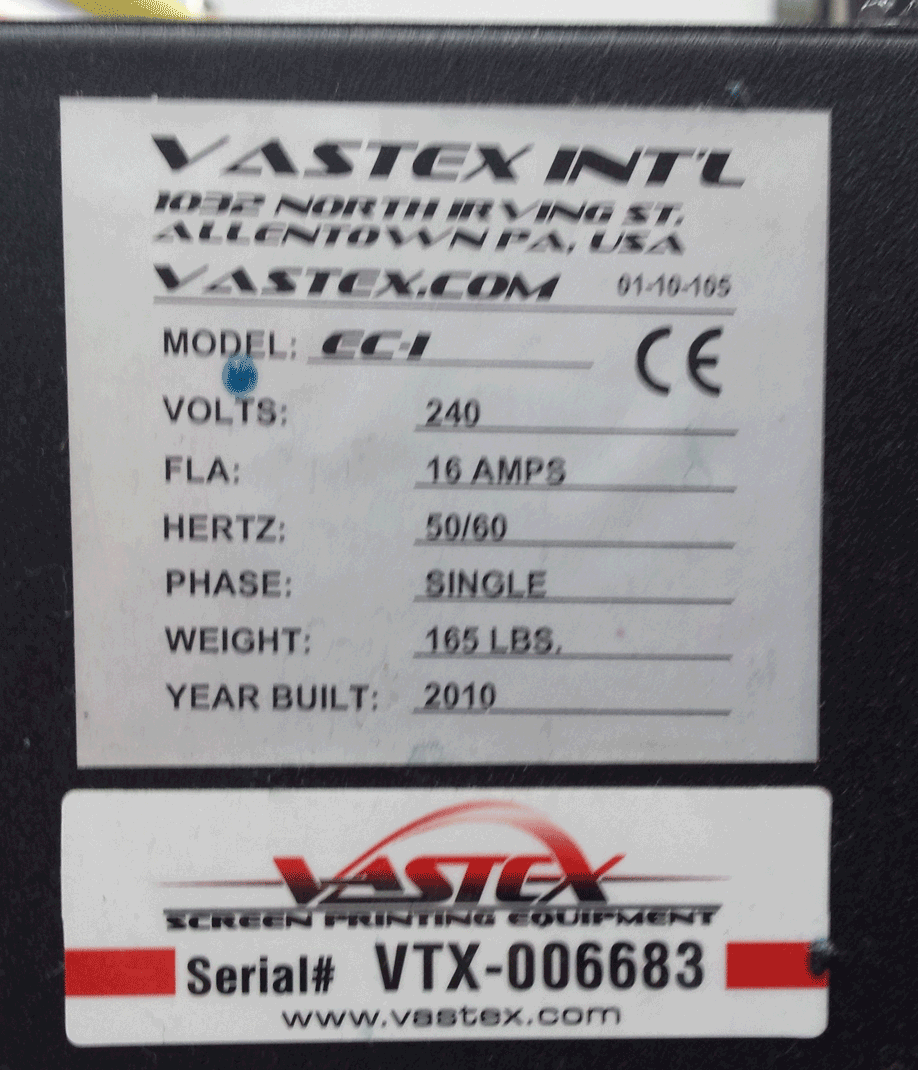 VASTEX INT'L
1032 NORTH IRVING ST.
ALLENTOWN PA, USA
VASTEX.COM 01-10-105
MODEL: EC-1 CE
VOLTS: 240
FLA: 16 AMPS
HERTZ: 50/60
PHASE: SINGLE
WEIGHT: 165 LBS.
YEAR BUILT: 2010
VASTEX
SCREEN PRINTING EQUIPMENT
Serial# VTX-006683
www.vastex.com